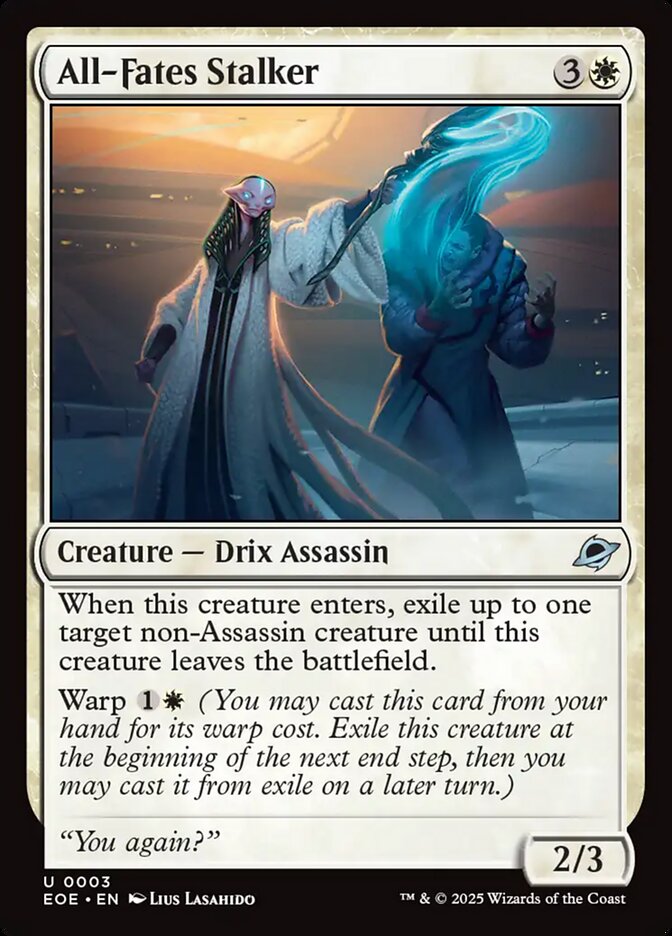 All-Fates Stalker 3
Creature — Drix Assassin
When this creature enters, exile up to one
target non-Assassin creature until this
creature leaves the battlefield.
Warp 1 (You may cast this card from your
hand for its warp cost. Exile this creature at
the beginning of the next end step, then you
may cast it from exile on a later turn.)
“You again?”
2/3
U 0003
EOE • EN Lius Lasahido
™ & © 2025 Wizards of the Coast